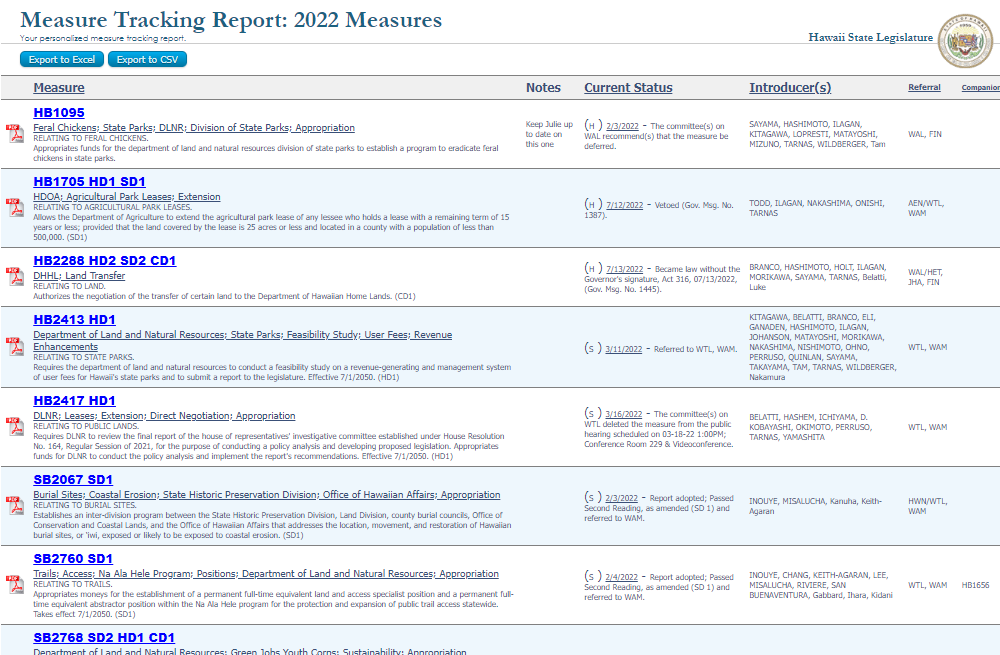 Measure Tracking Report: 2022 Measures
Your personalized measure tracking report.
Hawaii State Legislature
Export to Excel
Export to CSV
Measure
Notes
Current Status
Introducer(s)
Referral
Companion
HB1095
Feral Chickens; State Parks; DLNR; Division of State Parks; Appropriation
RELATING TO FERAL CHICKENS.
Appropriates funds for the department of land and natural resources division of state parks to establish a program to eradicate feral
chickens in state parks.
Keep Julie up
to date on
this one
(H) 2/3/2022 - The committee(s) on
WAL recommend(s) that the measure be
deferred.
SAYAMA, HASHIMOTO, ILAGAN,
KITAGAWA, LOPRESTI, MATAYOSHI,
MIZUNO, TARNAS, WILDBERGER, Tam
WAL, FIN
HB1705 HD1 SD1
HDOA; Agricultural Park Leases; Extension
RELATING TO AGRICULTURAL PARK LEASES.
Allows the Department of Agriculture to extend the agricultural park lease of any lessee who holds a lease with a remaining term of 15
years or less; provided that the land covered by the lease is 25 acres or less and located in a county with a population of less than
500,000. (SD1)
(H) 7/12/2022 - Vetoed (Gov. Msg. No.
1387).
TODD, ILAGAN, NAKASHIMA, ONISHI,
TARNAS
AEN/WTL,
WAM
HB2288 HD2 SD2 CD1
DHHL; Land Transfer
RELATING TO LAND.
Authorizes the negotiation of the transfer of certain land to the Department of Hawaiian Home Lands. (CD1)
(H) 7/13/2022 - Became law without the
Governor's signature, Act 316, 07/13/2022,
(Gov. Msg. No. 1445).
BRANCO, HASHIMOTO, HOLT, ILAGAN,
MORIKAWA, SAYAMA, TARNAS, Belatti,
Luke
WAL/HET,
JHA, FIN
HB2413 HD1
Department of Land and Natural Resources; State Parks; Feasibility Study; User Fees; Revenue
Enhancements
RELATING TO STATE PARKS.
Requires the department of land and natural resources to conduct a feasibility study on a revenue-generating and management system
of user fees for Hawaii's state parks and to submit a report to the legislature. Effective 7/1/2050. (HD1)
(S) 3/11/2022 - Referred to WTL, WAM.
KITAGAWA, BELATTI, BRANCO, ELI,
GANADEN, HASHIMOTO, ILAGAN,
JOHANSON, MATAYOSHI, MORIKAWA,
NAKASHIMA, NISHIMOTO, OHNO,
PERRUSO, QUINLAN, SAYAMA,
TAKAYAMA, TAM, TARNAS, WILDBERGER,
Nakamura
WTL, WAM
HB2417 HD1
DLNR; Leases; Extension; Direct Negotiation; Appropriation
RELATING TO PUBLIC LANDS.
Requires DLNR to review the final report of the house of representatives' investigative committee established under House Resolution
No. 164, Regular Session of 2021, for the purpose of conducting a policy analysis and developing proposed legislation. Appropriates
funds for DLNR to conduct the policy analysis and implement the report's recommendations. Effective 7/1/2050. (HD1)
(S) 3/16/2022 - The committee(s) on
WTL deleted the measure from the public
hearing scheduled on 03-18-22 1:00PM;
Conference Room 229 & Videoconference.
BELATTI, HASHEM, ICHIYAMA, D.
KOBAYASHI, OKIMOTO, PERRUSO,
TARNAS, YAMASHITA
WTL, WAM
SB2067 SD1
Burial Sites; Coastal Erosion; State Historic Preservation Division; Office of Hawaiian Affairs; Appropriation
RELATING TO BURIAL SITES.
Establishes an inter-division program between the State Historic Preservation Division, Land Division, county burial councils, Office of
Conservation and Coastal Lands, and the Office of Hawaiian Affairs that addresses the location, movement, and restoration of Hawaiian
burial sites, or 'iwi, exposed or likely to be exposed to coastal erosion. (SD1)
(S) 2/3/2022 - Report adopted; Passed
Second Reading, as amended (SD 1) and
referred to WAM.
INOUYE, MISALUCHA, Kanuha, Keith-
Agaran
HWN/WTL,
WAM
SB2760 SD1
Trails; Access; Na Ala Hele Program; Positions; Department of Land and Natural Resources; Appropriation
RELATING TO TRAILS.
Appropriates moneys for the establishment of a permanent full-time equivalent land and access specialist position and a permanent full-
time equivalent abstractor position within the Na Ala Hele program for the protection and expansion of public trail access statewide.
Takes effect 7/1/2050. (SD1)
(S) 2/4/2022 - Report adopted; Passed
Second Reading, as amended (SD 1) and
referred to WAM.
INOUYE, CHANG, KEITH-AGARAN, LEE,
MISALUCHA, RIVIERE, SAN
BUENAVENTURA, Gabbard, Ihara, Kidani
WTL, WAM
HB1656
SB2768 SD2 HD1 CD1
Department of Land and Natural Resources; Green Jobs Youth Corps; Sustainability; Appropriation